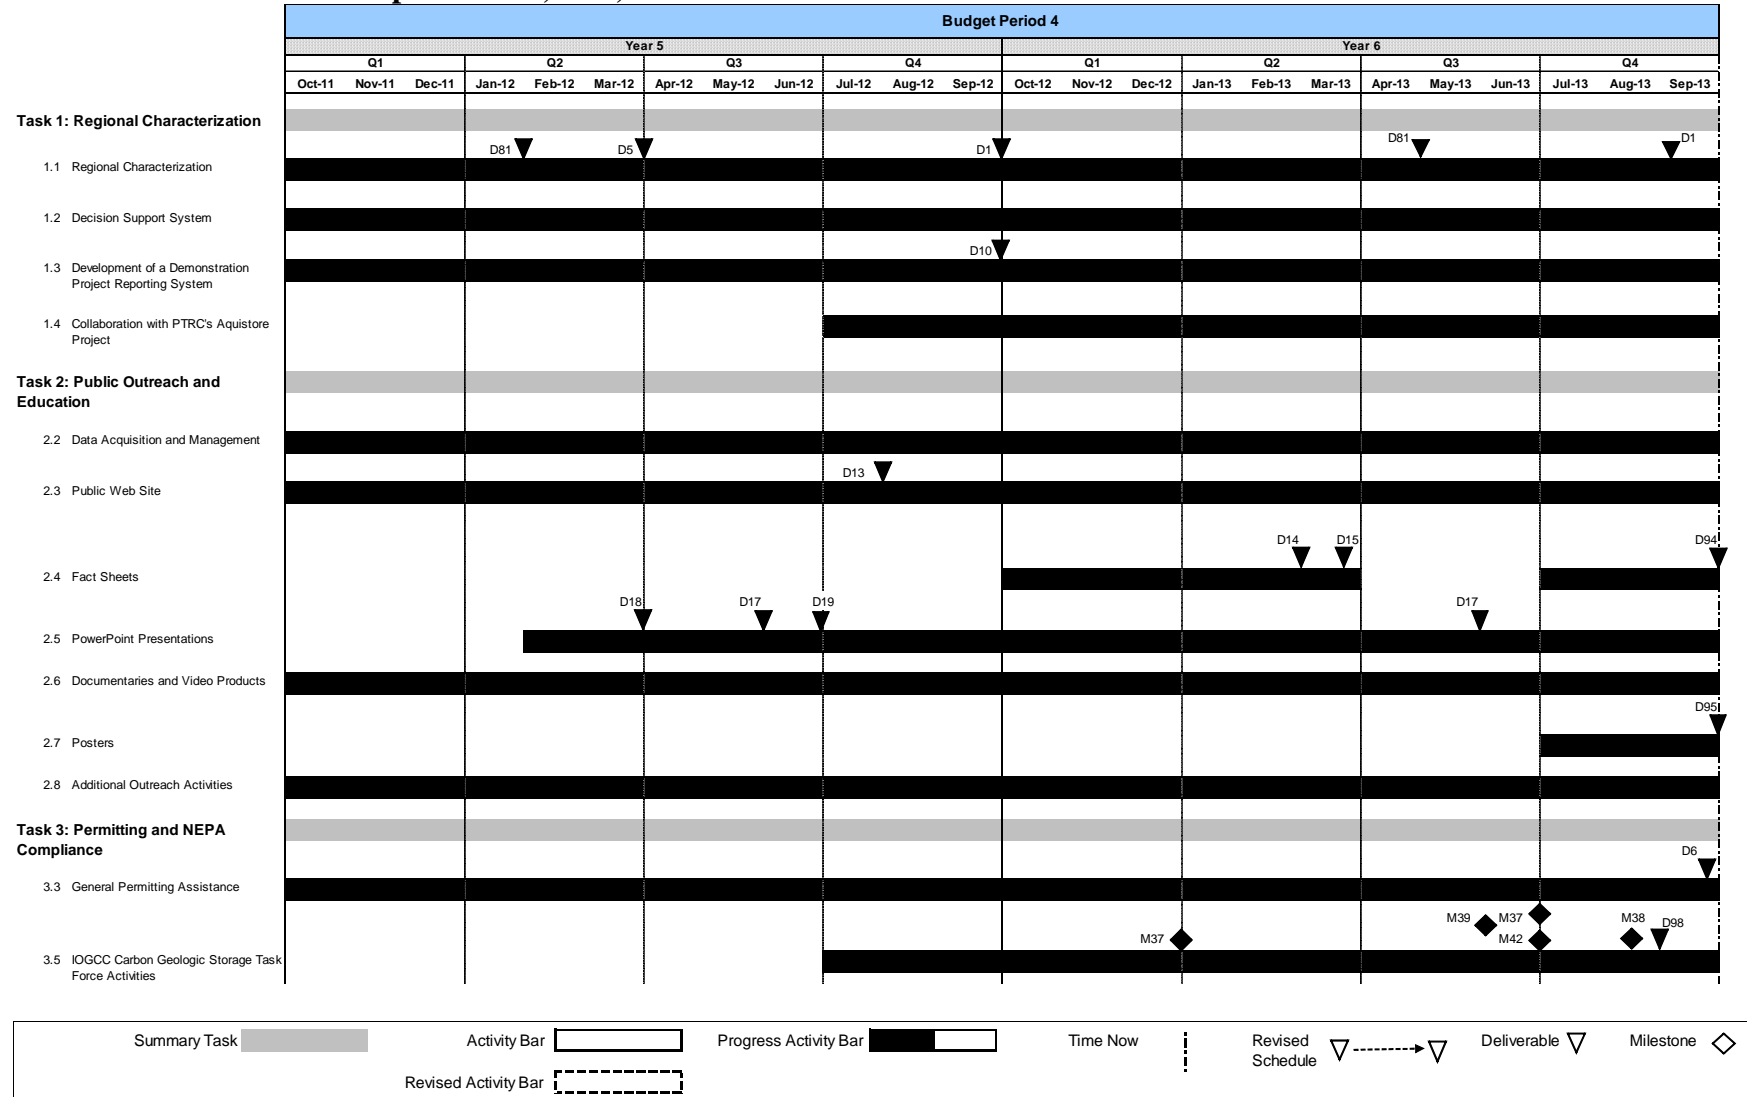 Budget Period 4
Year 5 Year 6
Q1 Q2 Q3 Q4 Q1 Q2 Q3 Q4
Oct-11 Nov-11 Dec-11 Jan-12 Feb-12 Mar-12 Apr-12 May-12 Jun-12 Jul-12 Aug-12 Sep-12 Oct-12 Nov-12 Dec-12 Jan-13 Feb-13 Mar-13 Apr-13 May-13 Jun-13 Jul-13 Aug-13 Sep-13
Task 1: Regional Characterization
D81 D5 D1 D81 D1
1.1 Regional Characterization
1.2 Decision Support System
D10
1.3 Development of a Demonstration
Project Reporting System
1.4 Collaboration with PTRC's Aquistore
Project
Task 2: Public Outreach and
Education
2.2 Data Acquisition and Management
D13
2.3 Public Web Site
D14 D15 D94
2.4 Fact Sheets
D18 D17 D19 D17
2.5 PowerPoint Presentations
2.6 Documentaries and Video Products
D95
2.7 Posters
2.8 Additional Outreach Activities
Task 3: Permitting and NEPA
Compliance
D6
3.3 General Permitting Assistance
M39 M37 M38 D98
M37 M42
3.5 IOGCC Carbon Geologic Storage Task
Force Activities
Summary Task Activity Bar Progress Activity Bar Time Now Revised Deliverable Milestone
Schedule
Revised Activity Bar